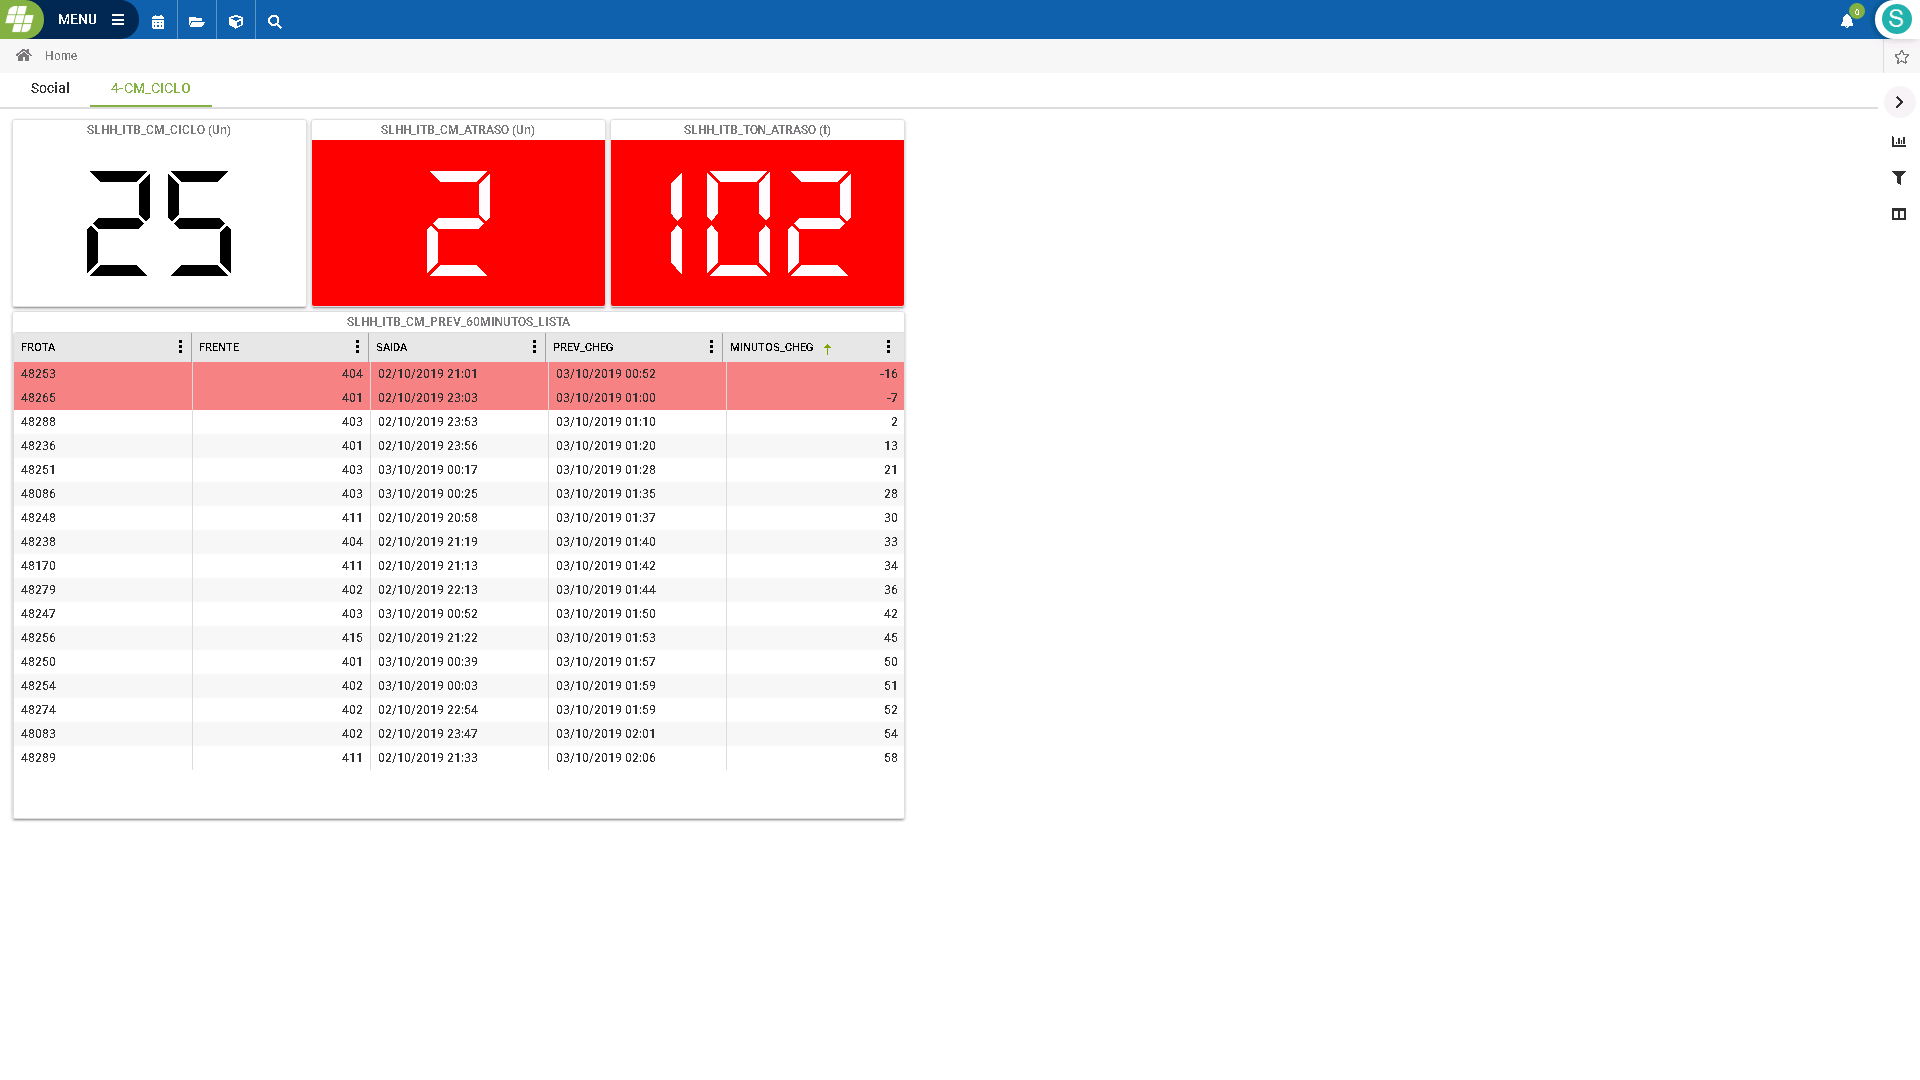 MENU
0
S
Home
Social 4-CM_CICLO
SLHH_ITB_CM_CICLO (Un) SLHH_ITB_CM_ATRASO (Un) SLHH_ITB_TON_ATRASO (t)
25 2 102
SLHH_ITB_CM_PREV_60MINUTOS_LISTA
FROTA FRENTE SAIDA PREV_CHEG MINUTOS_CHEG
48253 404 02/10/2019 21:01 03/10/2019 00:52 -16
48265 401 02/10/2019 23:03 03/10/2019 01:00 -7
48288 403 02/10/2019 23:53 03/10/2019 01:10 2
48236 401 02/10/2019 23:56 03/10/2019 01:20 13
48251 403 03/10/2019 00:17 03/10/2019 01:28 21
48086 403 03/10/2019 00:25 03/10/2019 01:35 28
48248 411 02/10/2019 20:58 03/10/2019 01:37 30
48238 404 02/10/2019 21:19 03/10/2019 01:40 33
48170 411 02/10/2019 21:13 03/10/2019 01:42 34
48279 402 02/10/2019 22:13 03/10/2019 01:44 36
48247 403 03/10/2019 00:52 03/10/2019 01:50 42
48256 415 02/10/2019 21:22 03/10/2019 01:53 45
48250 401 03/10/2019 00:39 03/10/2019 01:57 50
48254 402 03/10/2019 00:03 03/10/2019 01:59 51
48274 402 02/10/2019 22:54 03/10/2019 01:59 52
48083 402 02/10/2019 23:47 03/10/2019 02:01 54
48289 411 02/10/2019 21:33 03/10/2019 02:06 58